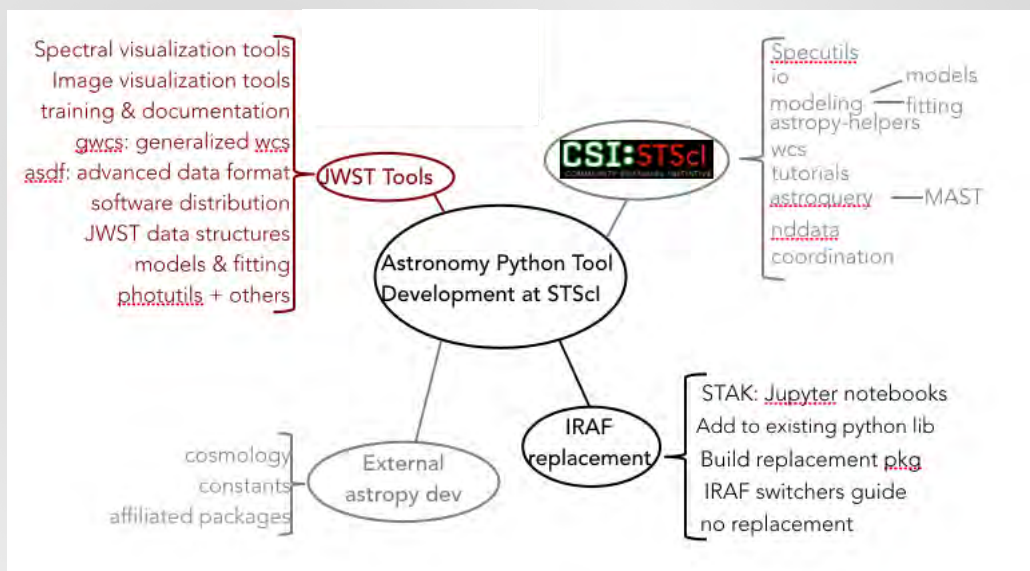 Spectral visualization tools
Image visualization tools
training & documentation
gwcs: generalized wcs
asdf: advanced data format
software distribution
JWST data structures
models & fitting
photutils + others
JWST Tools
CSI:STScI
COMMUNITY SOFTWARE INITIATIVE
Specutils
io
modeling
models
fitting
astropy-helpers
wcs
tutorials
astroquery
MAST
nddata
coordination
Astronomy Python Tool
Development at STScI
cosmology
constants
affiliated packages
External
astropy dev
IRAF
replacement
STAK: Jupyter notebooks
Add to existing python lib
Build replacement pkg
IRAF switchers guide
no replacement